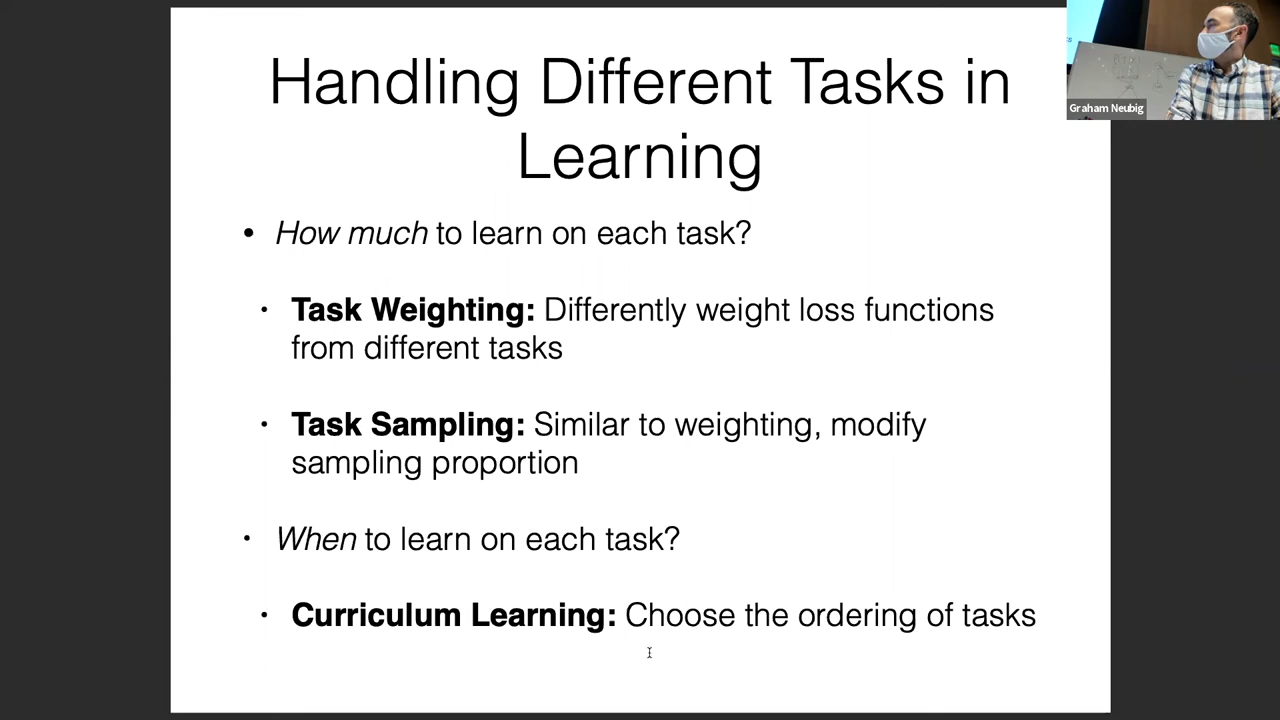 Handling Different Tasks in
Learning
Graham Neubig
• How much to learn on each task?
• Task Weighting: Differently weight loss functions
from different tasks
• Task Sampling: Similar to weighting, modify
sampling proportion
• When to learn on each task?
• Curriculum Learning: Choose the ordering of tasks